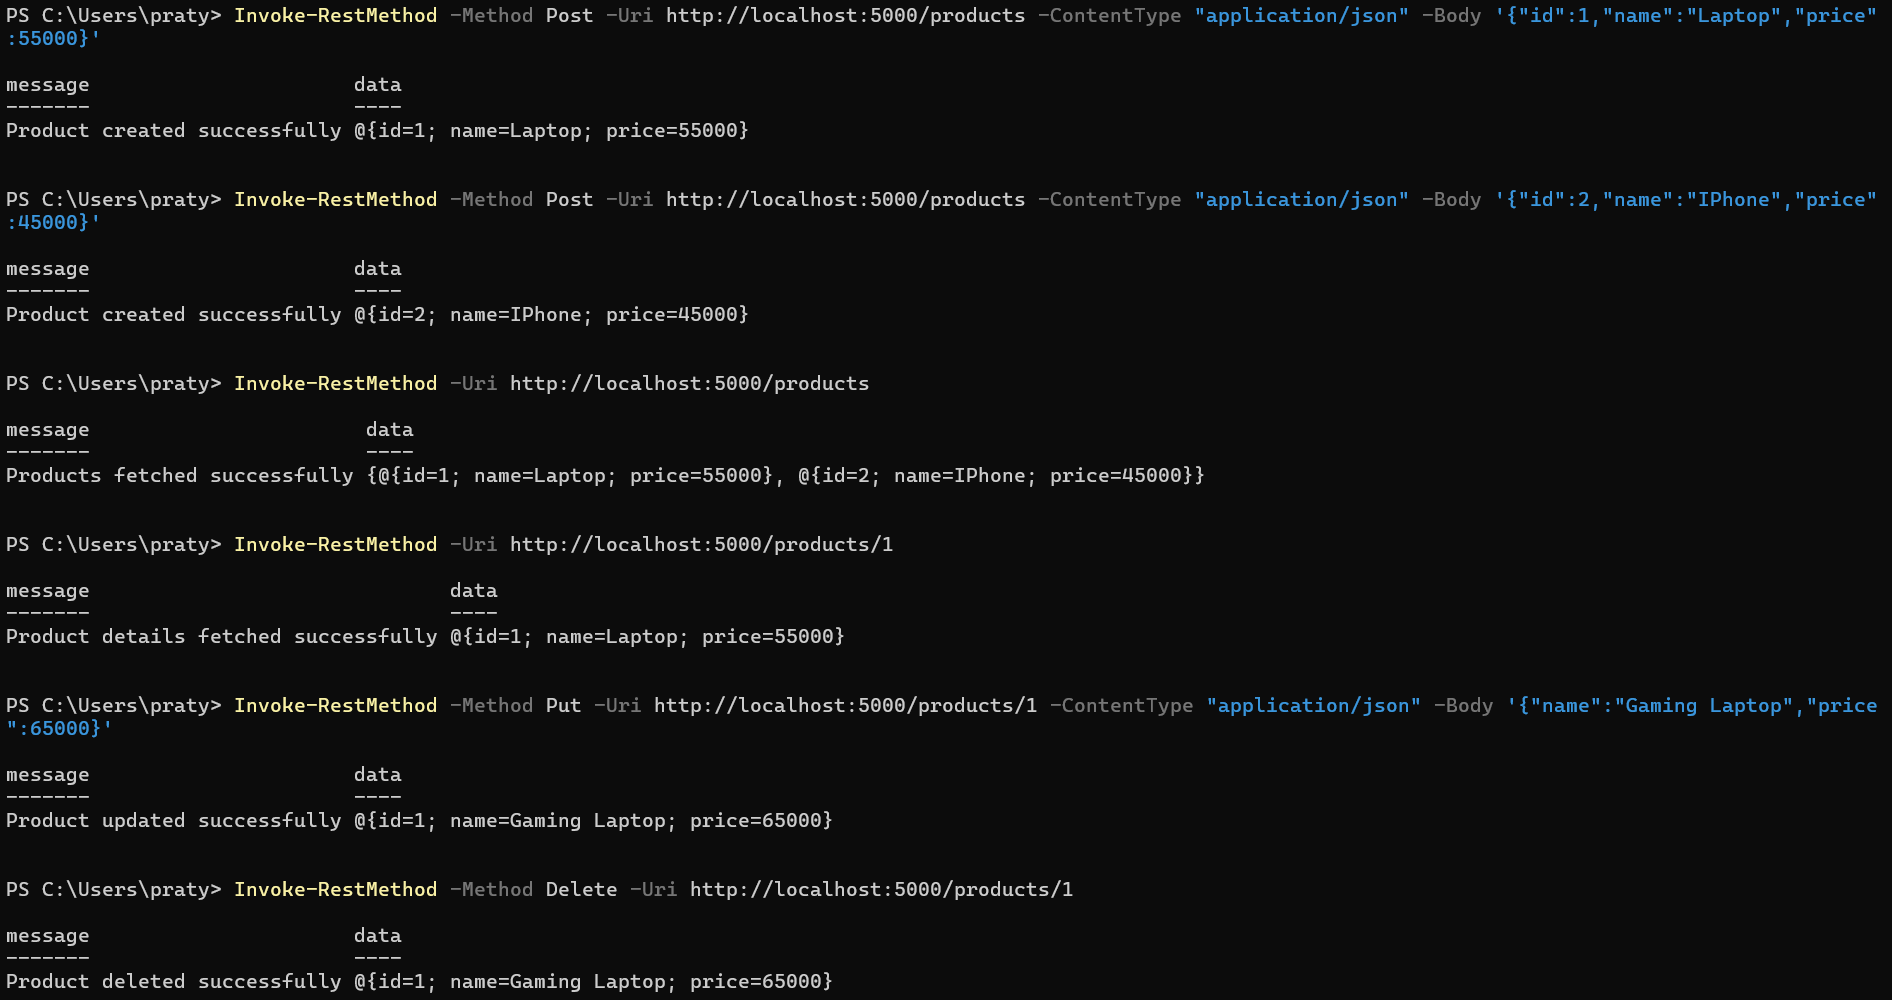 PS C:\Users\praty> Invoke-RestMethod -Method Post -Uri http://localhost:5000/products -ContentType "application/json" -Body '{"id":1,"name":"Laptop","price"
:55000}'
message                      data
-------                      ----
Product created successfully @{id=1; name=Laptop; price=55000}
PS C:\Users\praty> Invoke-RestMethod -Method Post -Uri http://localhost:5000/products -ContentType "application/json" -Body '{"id":2,"name":"IPhone","price"
:45000}'
message                      data
-------                      ----
Product created successfully @{id=2; name=IPhone; price=45000}
PS C:\Users\praty> Invoke-RestMethod -Uri http://localhost:5000/products
message                       data
-------                       ----
Products fetched successfully {@{id=1; name=Laptop; price=55000}, @{id=2; name=IPhone; price=45000}}
PS C:\Users\praty> Invoke-RestMethod -Uri http://localhost:5000/products/1
message                              data
-------                              ----
Product details fetched successfully @{id=1; name=Laptop; price=55000}
PS C:\Users\praty> Invoke-RestMethod -Method Put -Uri http://localhost:5000/products/1 -ContentType "application/json" -Body '{"name":"Gaming Laptop","price
":65000}'
message                      data
-------                      ----
Product updated successfully @{id=1; name=Gaming Laptop; price=65000}
PS C:\Users\praty> Invoke-RestMethod -Method Delete -Uri http://localhost:5000/products/1
message                      data
-------                      ----
Product deleted successfully @{id=1; name=Gaming Laptop; price=65000}